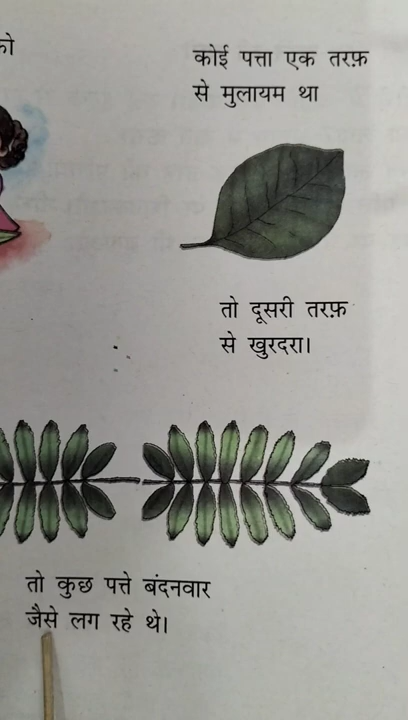 को
कोई पत्ता एक तरफ़
से मुलायम था
तो दूसरी तरफ़
से खुरदरा।
तो कुछ पत्ते बंदनवार
जैसे लग रहे थे।